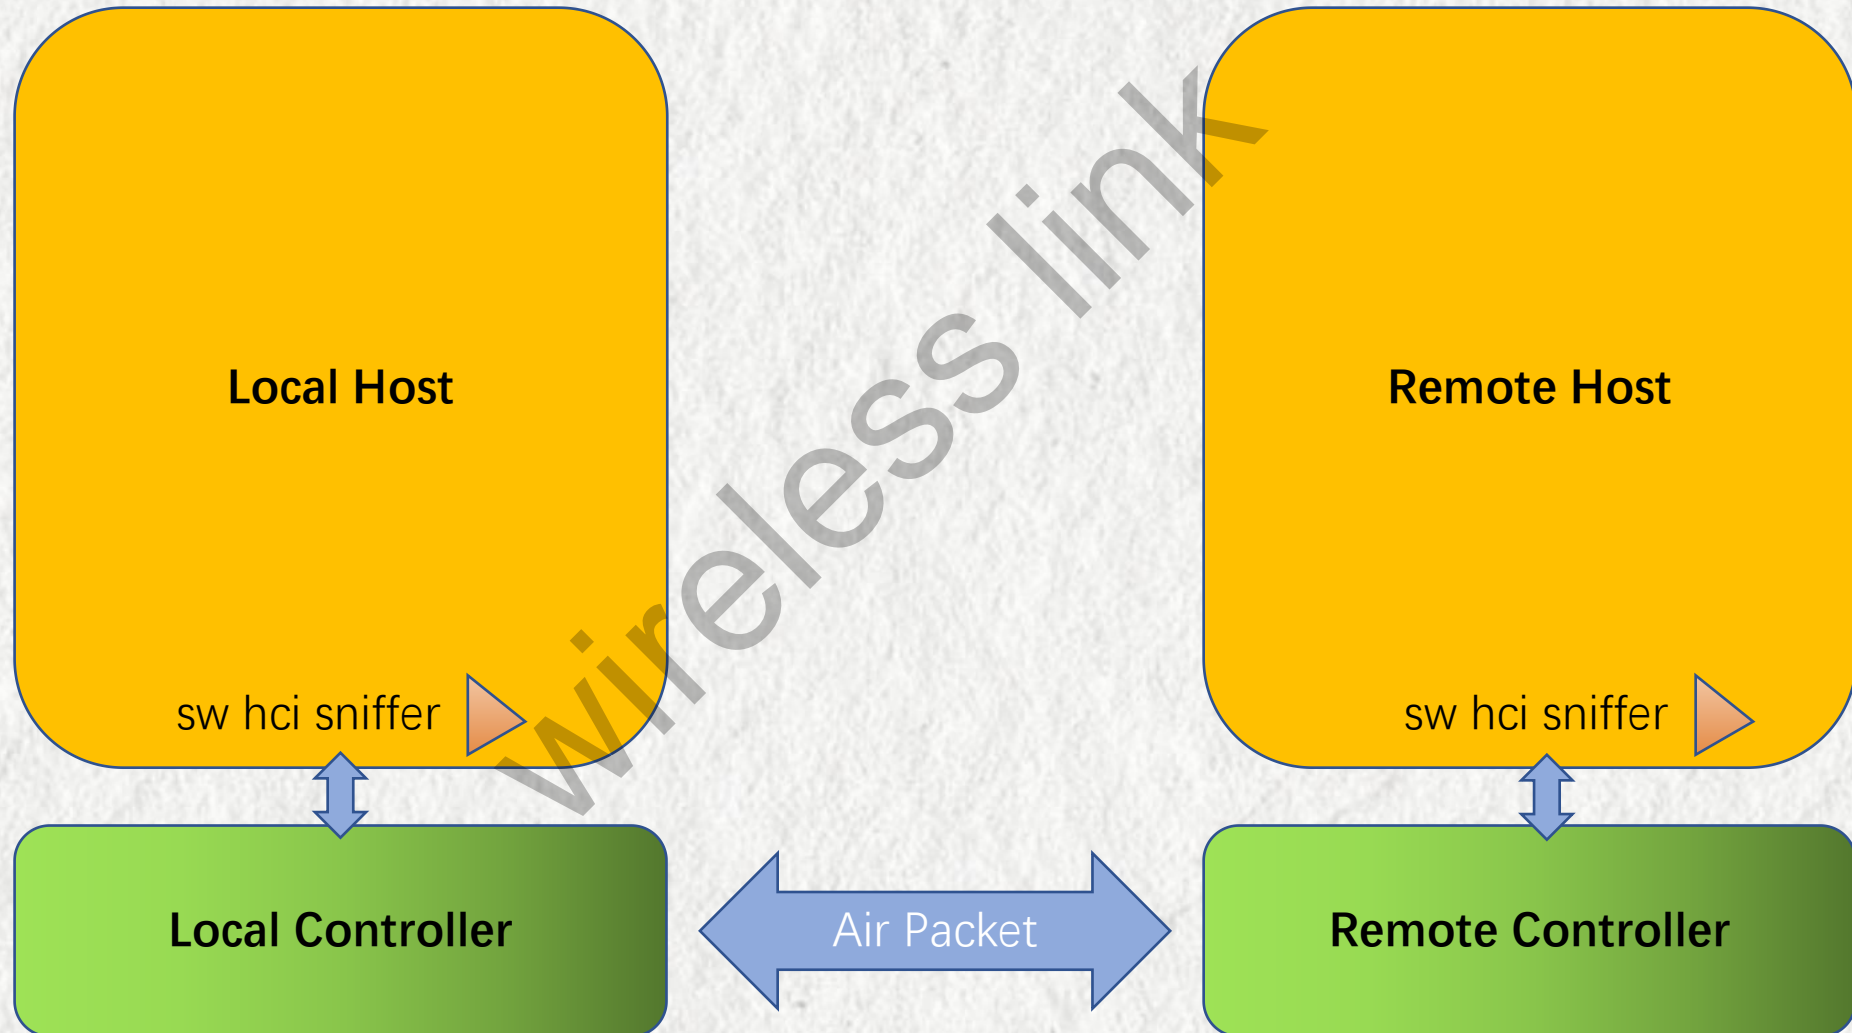 Local Host
Remote Host
sw hci sniffer
sw hci sniffer
Local Controller
Air Packet
Remote Controller
wireless link